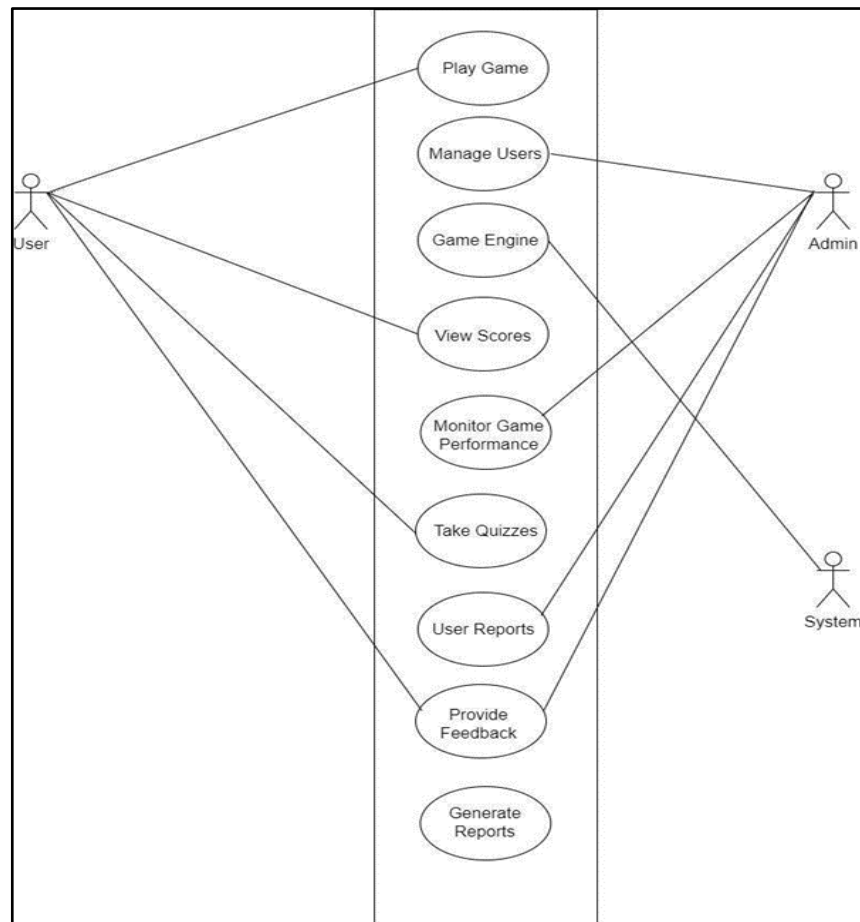 Play Game
Manage Users
User
Game Engine
Admin
View Scores
Monitor Game
Performance
Take Quizzes
User Reports
System
Provide
Feedback
Generate
Reports